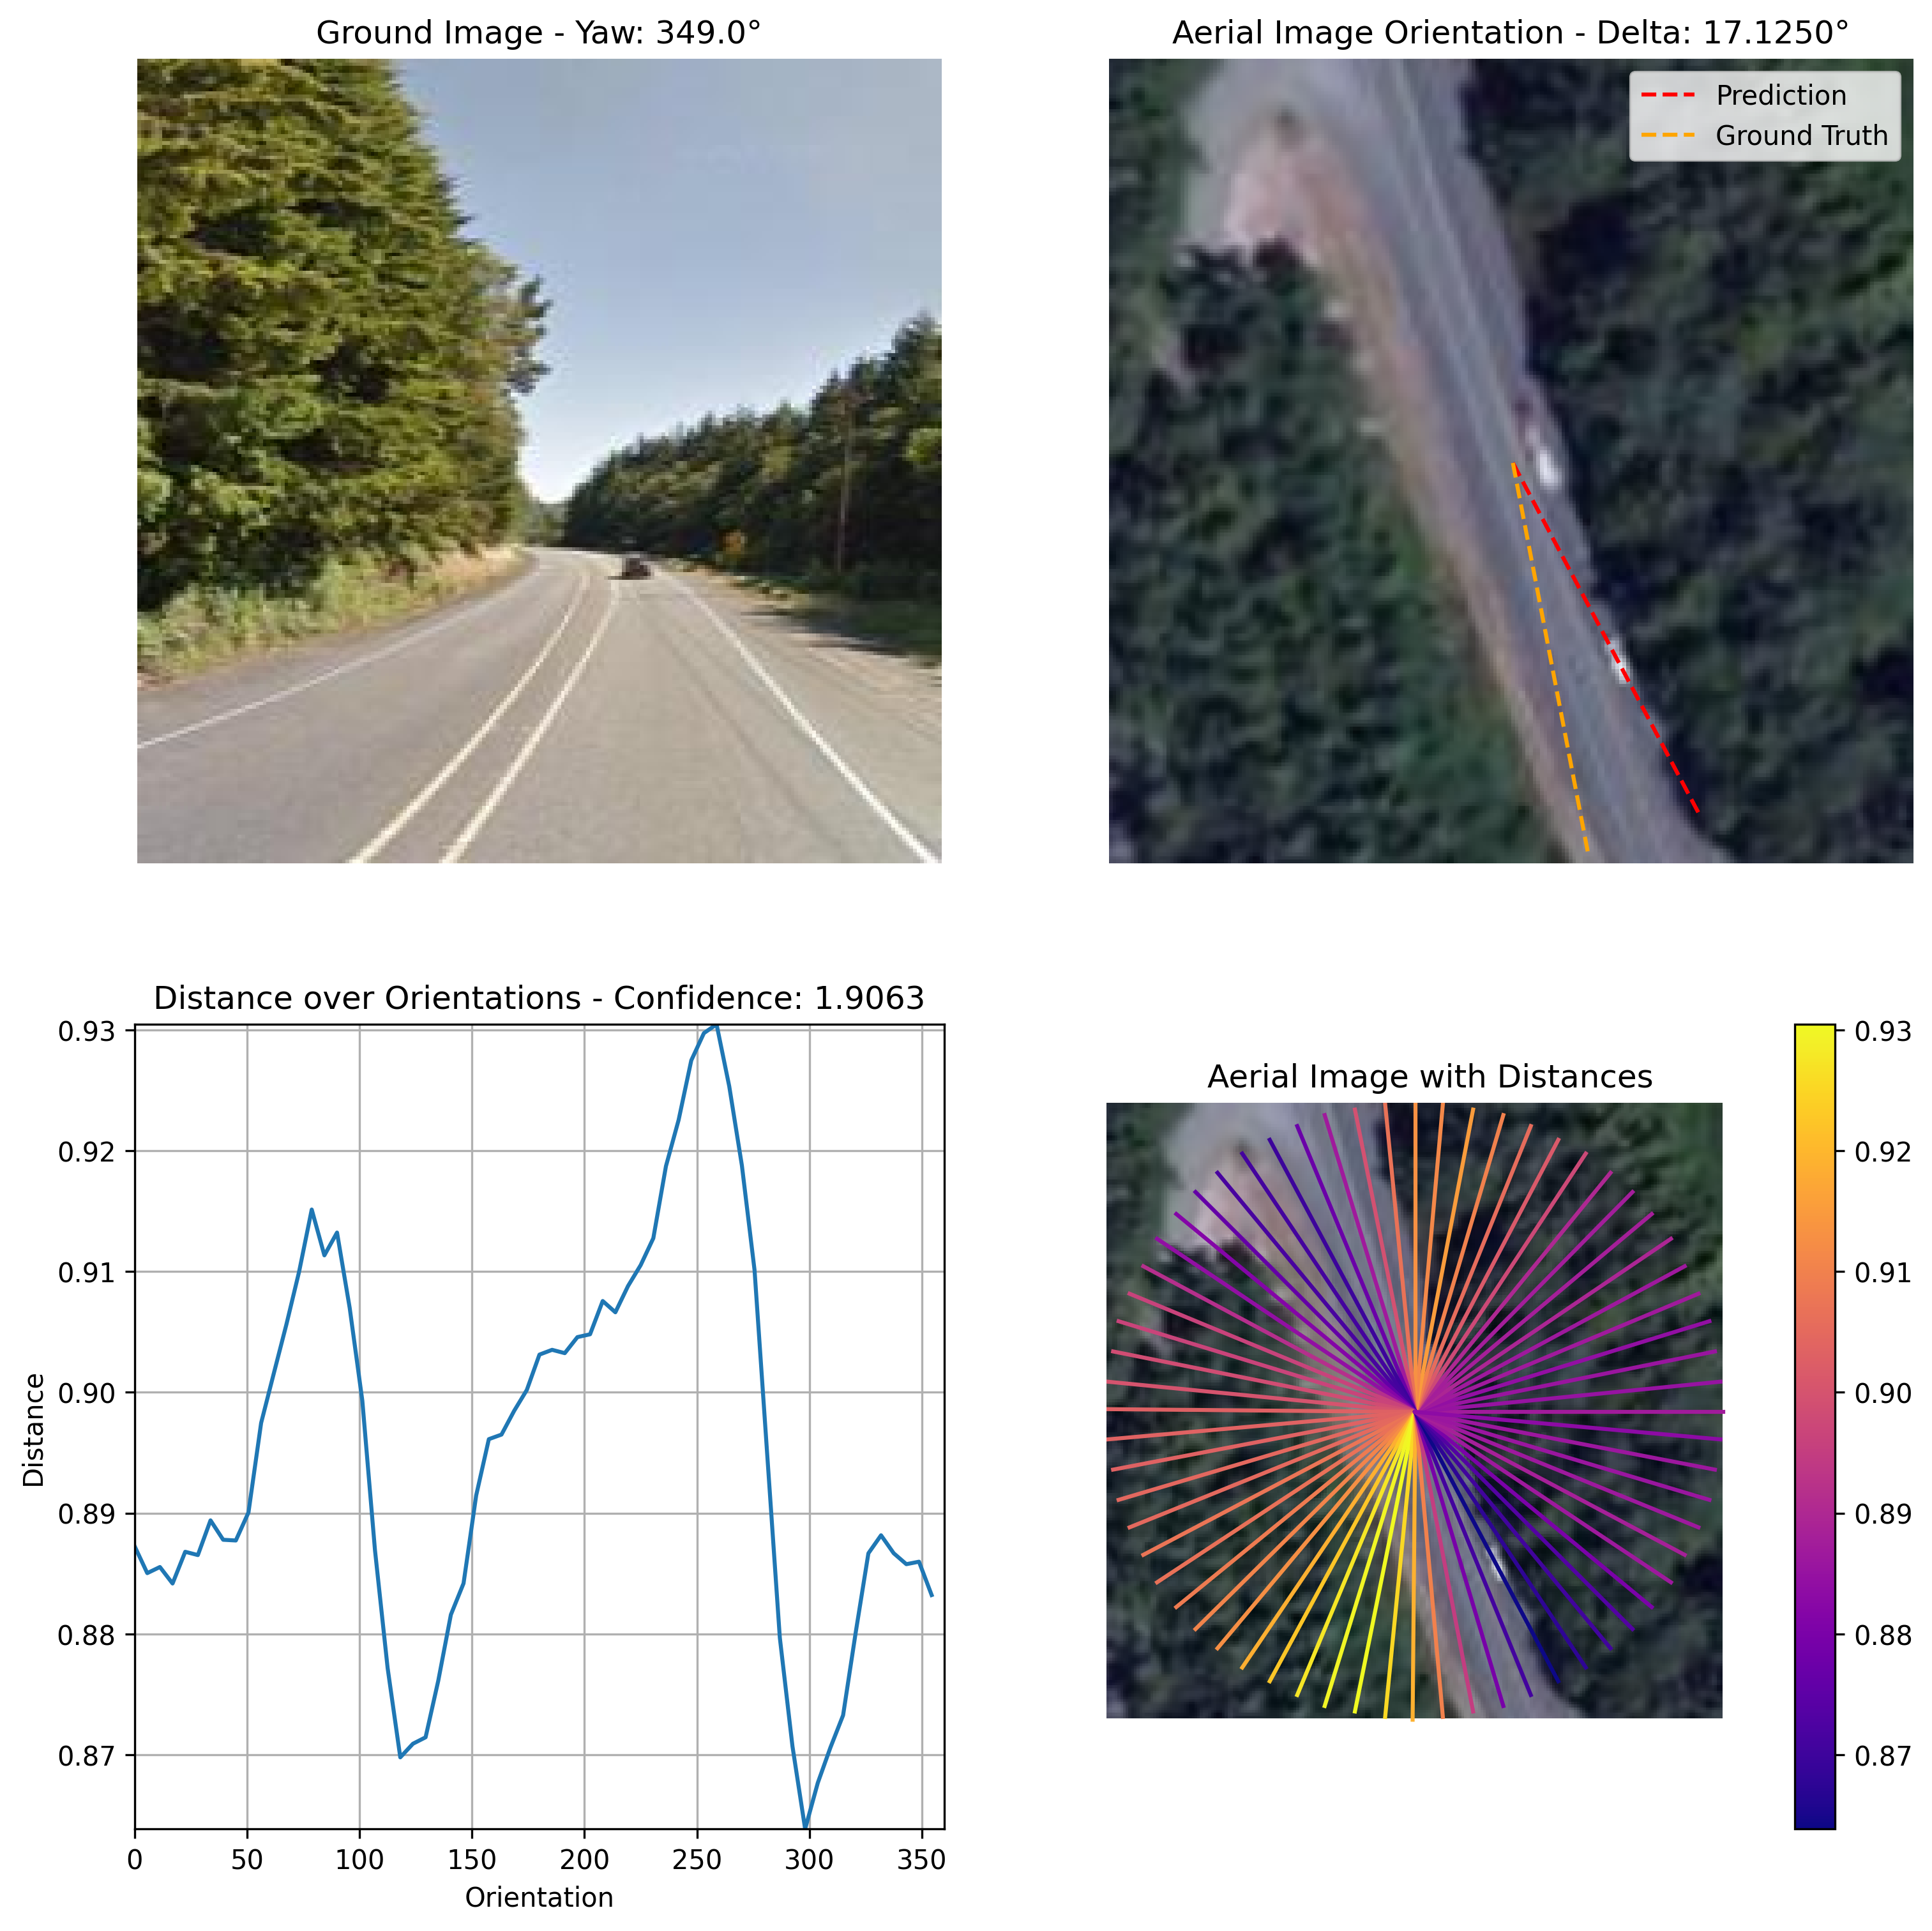 Ground Image - Yaw: 349.0°
Aerial Image Orientation - Delta: 17.1250°
Prediction
Ground Truth
Distance over Orientations - Confidence: 1.9063
0.93
0.92
0.91
0.90
0.89
0.88
0.87
Distance
0
50
100
150
200
250
300
350
Orientation
Aerial Image with Distances
0.93
0.92
0.91
0.90
0.89
0.88
0.87